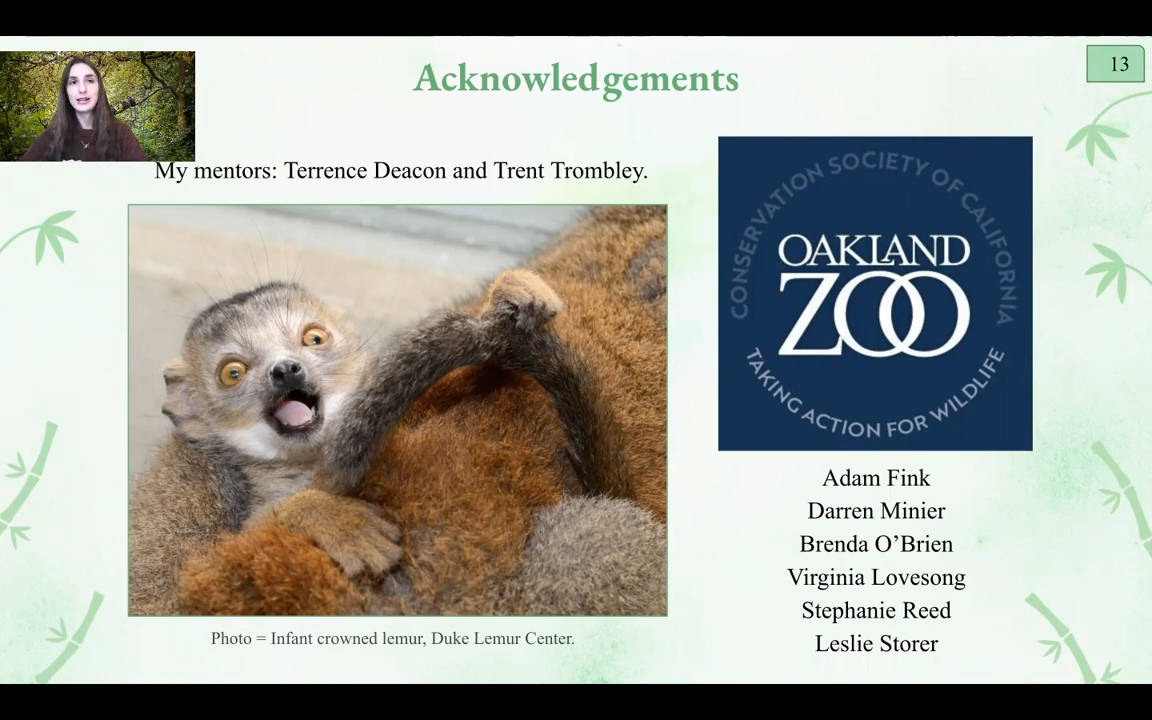 Acknowledgements
13
My mentors: Terrence Deacon and Trent Trombley.
CONSERVATION SOCIETY OF CALIFORNIA
OAKLAND
ZOO
TAKING ACTION FOR WILDLIFE
Adam Fink
Darren Minier
Brenda O’Brien
Virginia Lovesong
Stephanie Reed
Leslie Storer
Photo = Infant crowned lemur, Duke Lemur Center.